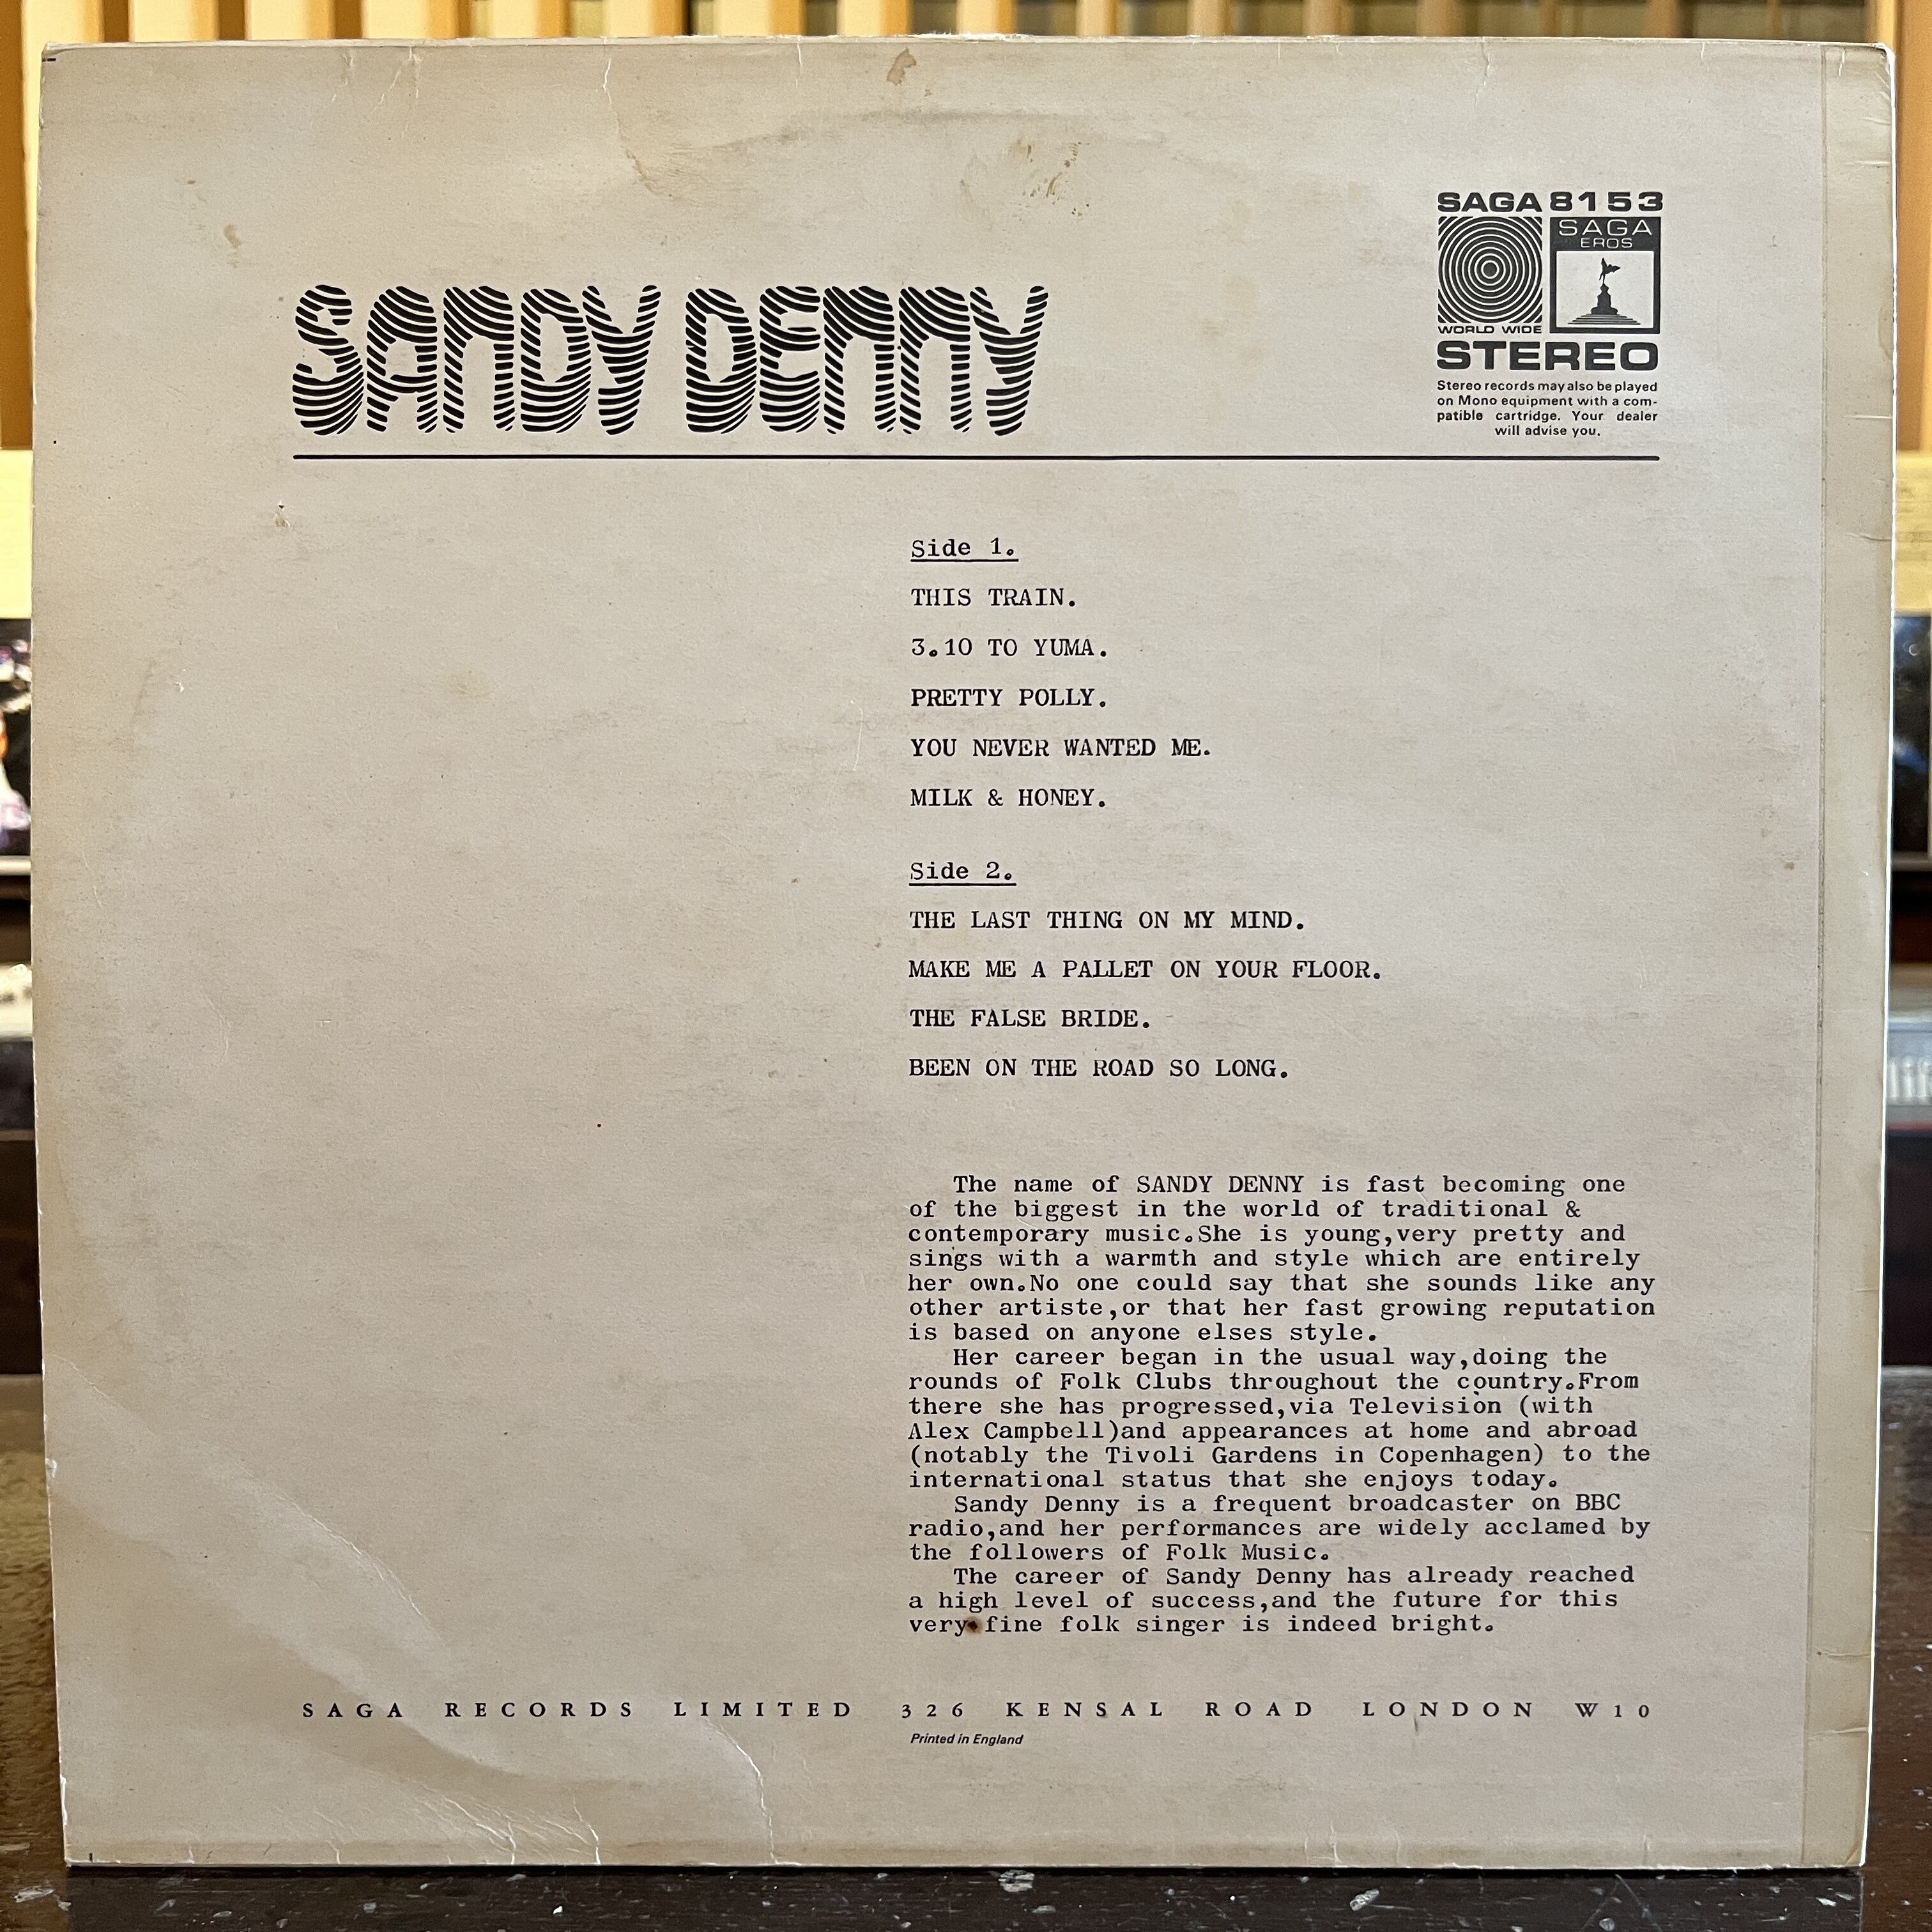 SAGA 8153
SAGA
EROS
WORLD WIDE
STEREO
Stereo records may also be played
on Mono equipment with a com-
patible cartridge. Your dealer
will advise you.
SANDY DENNY
Side 1.
THIS TRAIN.
3.10 TO YUMA.
PRETTY POLLY.
YOU NEVER WANTED ME.
MILK & HONEY.
Side 2.
THE LAST THING ON MY MIND.
MAKE ME A PALLET ON YOUR FLOOR.
THE FALSE BRIDE.
BEEN ON THE ROAD SO LONG.
The name of SANDY DENNY is fast becoming one
of the biggest in the world of traditional &
contemporary music.She is young,very pretty and
sings with a warmth and style which are entirely
her own.No one could say that she sounds like any
other artiste,or that her fast growing reputation
is based on anyone elses style.
Her career began in the usual way,doing the
rounds of Folk Clubs throughout the country.From
there she has progressed,via Television (with
Alex Campbell)and appearances at home and abroad
(notably the Tivoli Gardens in Copenhagen) to the
international status that she enjoys today.
Sandy Denny is a frequent broadcaster on BBC
radio,and her performances are widely acclamed by
the followers of Folk Music.
The career of Sandy Denny has already reached
a high level of success,and the future for this
very fine folk singer is indeed bright.
SAGA RECORDS LIMITED 326 KENSAL ROAD LONDON W10
Printed in England